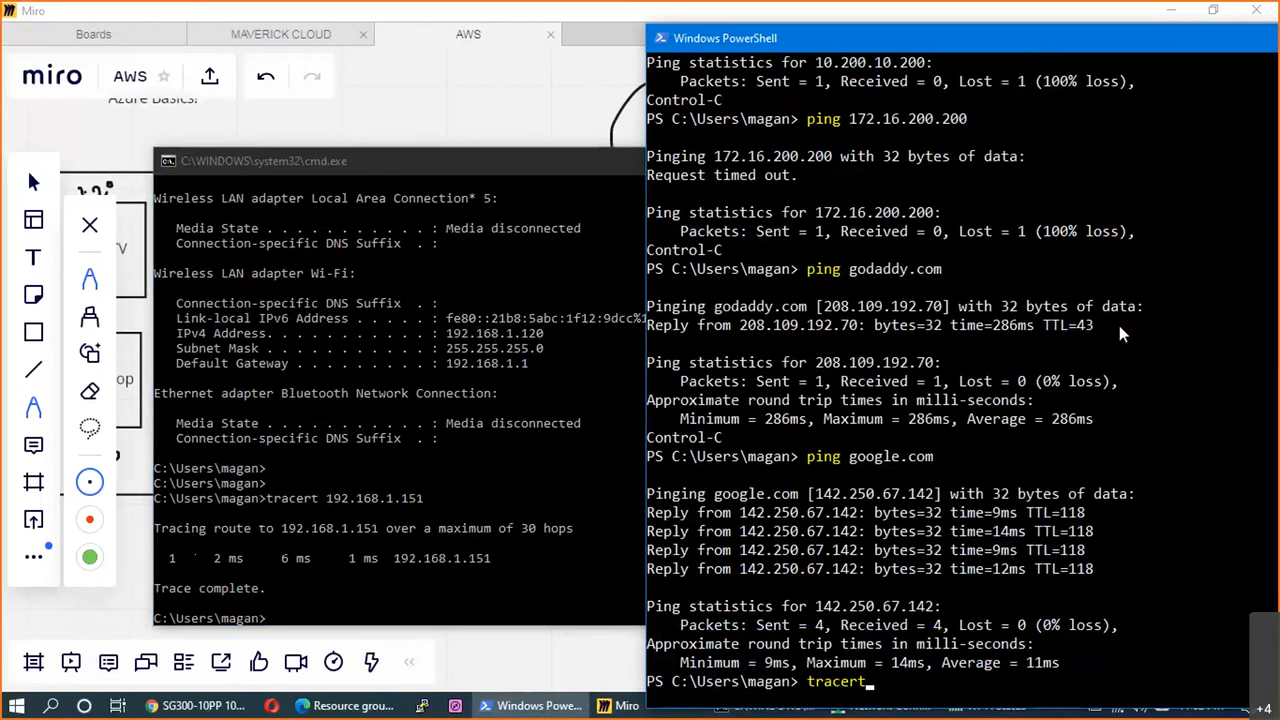 Miro
Boards
MAVERICK CLOUD
AWS
miro
AWS
Azure Basics!
C:\WINDOWS\system32\cmd.exe
Wireless LAN adapter Local Area Connection* 5:
Media State . . . . . . . . . . . : Media disconnected
Connection-specific DNS Suffix . :
Wireless LAN adapter Wi-Fi:
Connection-specific DNS Suffix . :
Link-local IPv6 Address . . . . . : fe80::21b8:5abc:1f12:9dcc%1
IPv4 Address. . . . . . . . . . . : 192.168.1.120
Subnet Mask . . . . . . . . . . . : 255.255.255.0
Default Gateway . . . . . . . . . : 192.168.1.1
Ethernet adapter Bluetooth Network Connection:
Media State . . . . . . . . . . . : Media disconnected
Connection-specific DNS Suffix . :
C:\Users\magan>
C:\Users\magan>
C:\Users\magan>tracert 192.168.1.151
Tracing route to 192.168.1.151 over a maximum of 30 hops
1 2 ms 6 ms 1 ms 192.168.1.151
Trace complete.
C:\Users\magan>
Windows PowerShell
Ping statistics for 10.200.10.200:
Packets: Sent = 1, Received = 0, Lost = 1 (100% loss),
Control-C
PS C:\Users\magan> ping 172.16.200.200
Pinging 172.16.200.200 with 32 bytes of data:
Request timed out.
Ping statistics for 172.16.200.200:
Packets: Sent = 1, Received = 0, Lost = 1 (100% loss),
Control-C
PS C:\Users\magan> ping godaddy.com
Pinging godaddy.com [208.109.192.70] with 32 bytes of data:
Reply from 208.109.192.70: bytes=32 time=286ms TTL=43
Ping statistics for 208.109.192.70:
Packets: Sent = 1, Received = 1, Lost = 0 (0% loss),
Approximate round trip times in milli-seconds:
Minimum = 286ms, Maximum = 286ms, Average = 286ms
Control-C
PS C:\Users\magan> ping google.com
Pinging google.com [142.250.67.142] with 32 bytes of data:
Reply from 142.250.67.142: bytes=32 time=9ms TTL=118
Reply from 142.250.67.142: bytes=32 time=14ms TTL=118
Reply from 142.250.67.142: bytes=32 time=9ms TTL=118
Reply from 142.250.67.142: bytes=32 time=12ms TTL=118
Ping statistics for 142.250.67.142:
Packets: Sent = 4, Received = 4, Lost = 0 (0% loss),
Approximate round trip times in milli-seconds:
Minimum = 9ms, Maximum = 14ms, Average = 11ms
PS C:\Users\magan> tracert
SG300-10PP 10...
Resource grou...
Windows PowerS...
Miro
+4